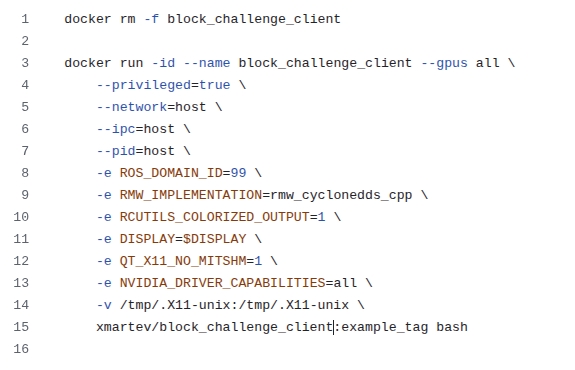 1 docker rm -f block_challenge_client
2
3 docker run -id --name block_challenge_client --gpus all \
4 --privileged=true \
5 --network=host \
6 --ipc=host \
7 --pid=host \
8 -e ROS_DOMAIN_ID=99 \
9 -e RMW_IMPLEMENTATION=rmw_cyclonedds_cpp \
10 -e RCUTILS_COLORIZED_OUTPUT=1 \
11 -e DISPLAY=$DISPLAY \
12 -e QT_X11_NO_MITSHM=1 \
13 -e NVIDIA_DRIVER_CAPABILITIES=all \
14 -v /tmp/.X11-unix:/tmp/.X11-unix \
15 xmartev/block_challenge_client:example_tag bash
16